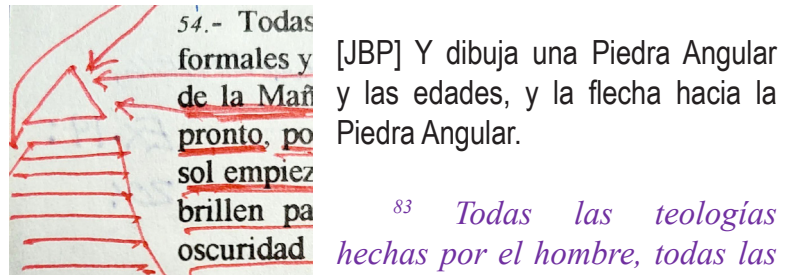 54.- Todas
formales y
de la Mañ
pronto, po
sol empiez
brillen pa
oscuridad
[JBP] Y dibuja una Piedra Angular
y las edades, y la flecha hacia la
Piedra Angular.
83 Todas las teologías
hechas por el hombre, todas las